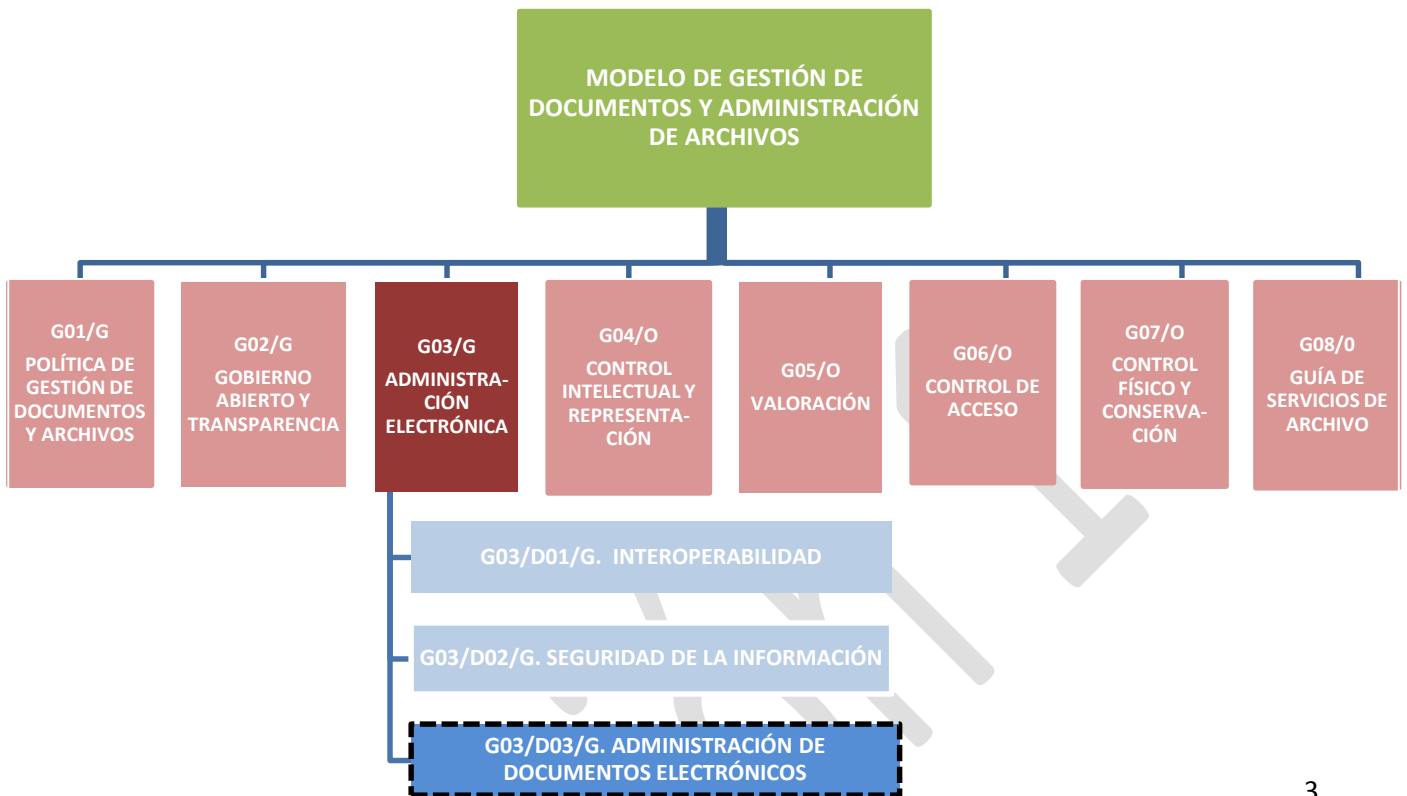 MODELO DE GESTIÓN DE
DOCUMENTOS Y ADMINISTRACIÓN
DE ARCHIVOS
G01/G
POLÍTICA DE
GESTIÓN DE
DOCUMENTOS
Y ARCHIVOS
G02/G
GOBIERNO
ABIERTO Y
TRANSPARENCIA
G03/G
ADMINISTRA-
CIÓN
ELECTRÓNICA
G04/O
CONTROL
INTELECTUAL Y
REPRESENTA-
CIÓN
G05/O
VALORACIÓN
G06/O
CONTROL DE
ACCESO
G07/O
CONTROL
FÍSICO Y
CONSERVA-
CIÓN
G08/0
GUÍA DE
SERVICIOS DE
ARCHIVO
G03/D01/G. INTEROPERABILIDAD
G03/D02/G. SEGURIDAD DE LA INFORMACIÓN
G03/D03/G. ADMINISTRACIÓN DE
DOCUMENTOS ELECTRÓNICOS
3